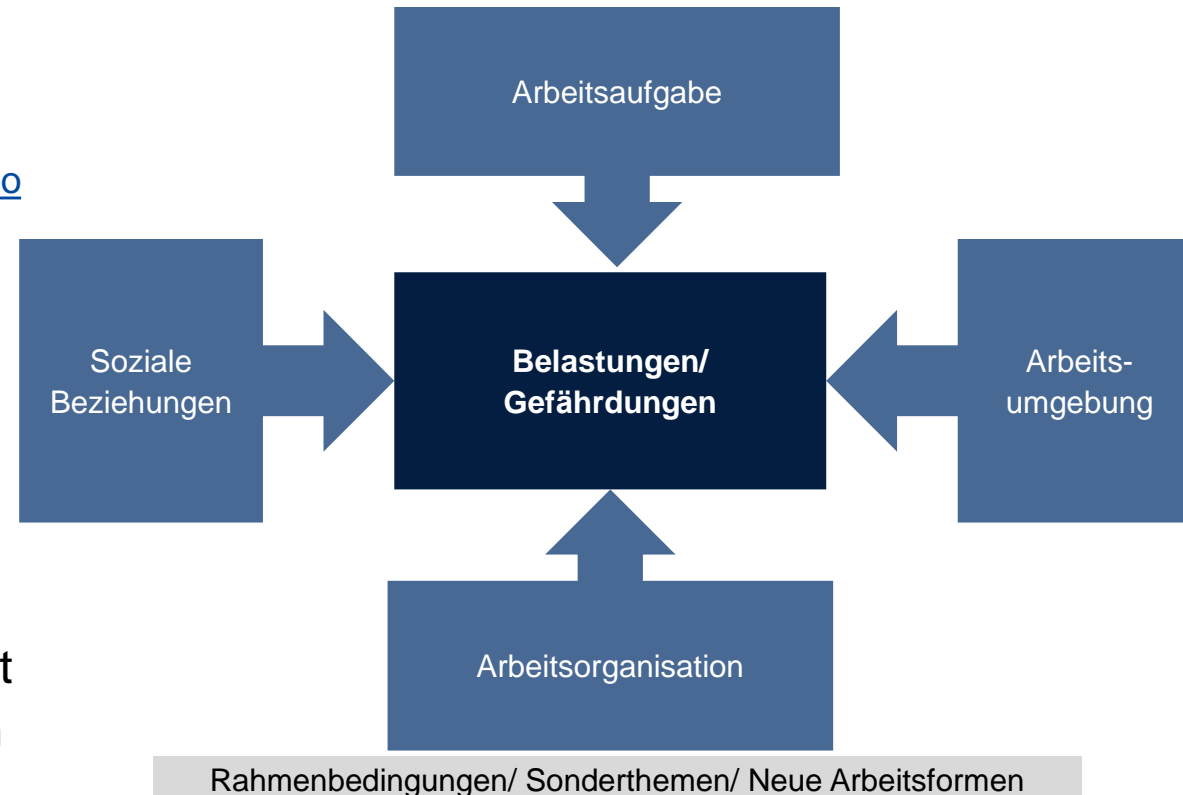 Arbeitsaufgabe
o
Soziale
Beziehungen
Belastungen/
Gefährdungen
Arbeits-
umgebung
t
Arbeitsorganisation
Rahmenbedingungen/ Sonderthemen/ Neue Arbeitsformen